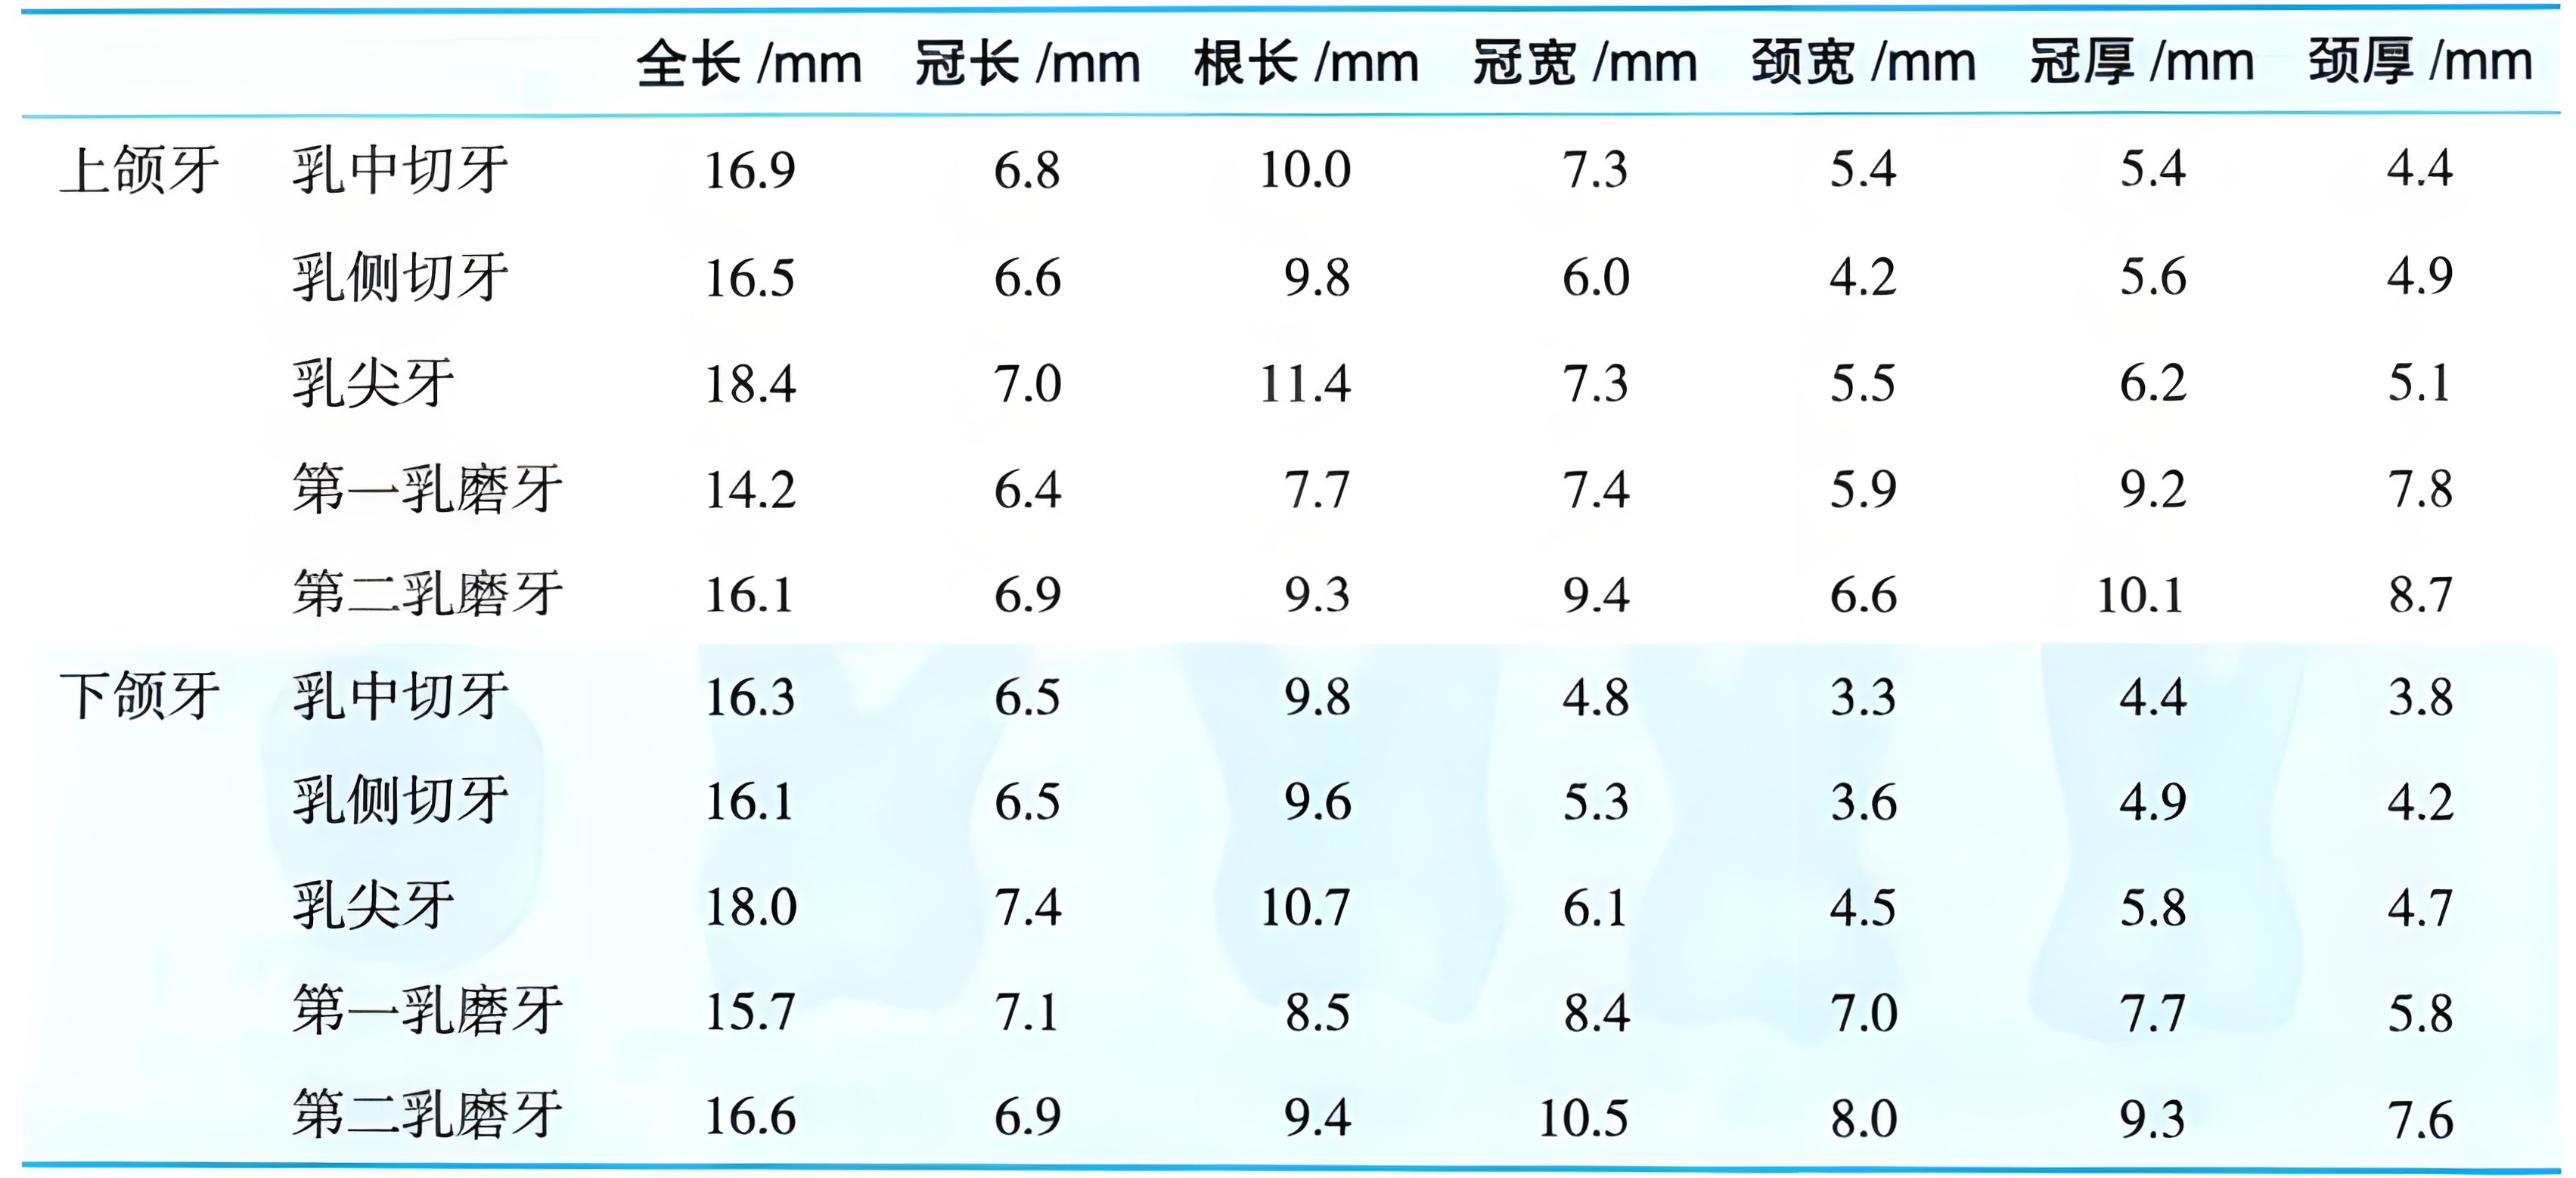 全长 /mm 冠长 /mm 根长 /mm 冠宽 /mm 颈宽 /mm 冠厚 /mm 颈厚 /mm
上颌牙 乳中切牙 16.9 6.8 10.0 7.3 5.4 5.4 4.4
乳侧切牙 16.5 6.6 9.8 6.0 4.2 5.6 4.9
乳尖牙 18.4 7.0 11.4 7.3 5.5 6.2 5.1
第一乳磨牙 14.2 6.4 7.7 7.4 5.9 9.2 7.8
第二乳磨牙 16.1 6.9 9.3 9.4 6.6 10.1 8.7
下颌牙 乳中切牙 16.3 6.5 9.8 4.8 3.3 4.4 3.8
乳侧切牙 16.1 6.5 9.6 5.3 3.6 4.9 4.2
乳尖牙 18.0 7.4 10.7 6.1 4.5 5.8 4.7
第一乳磨牙 15.7 7.1 8.5 8.4 7.0 7.7 5.8
第二乳磨牙 16.6 6.9 9.4 10.5 8.0 9.3 7.6